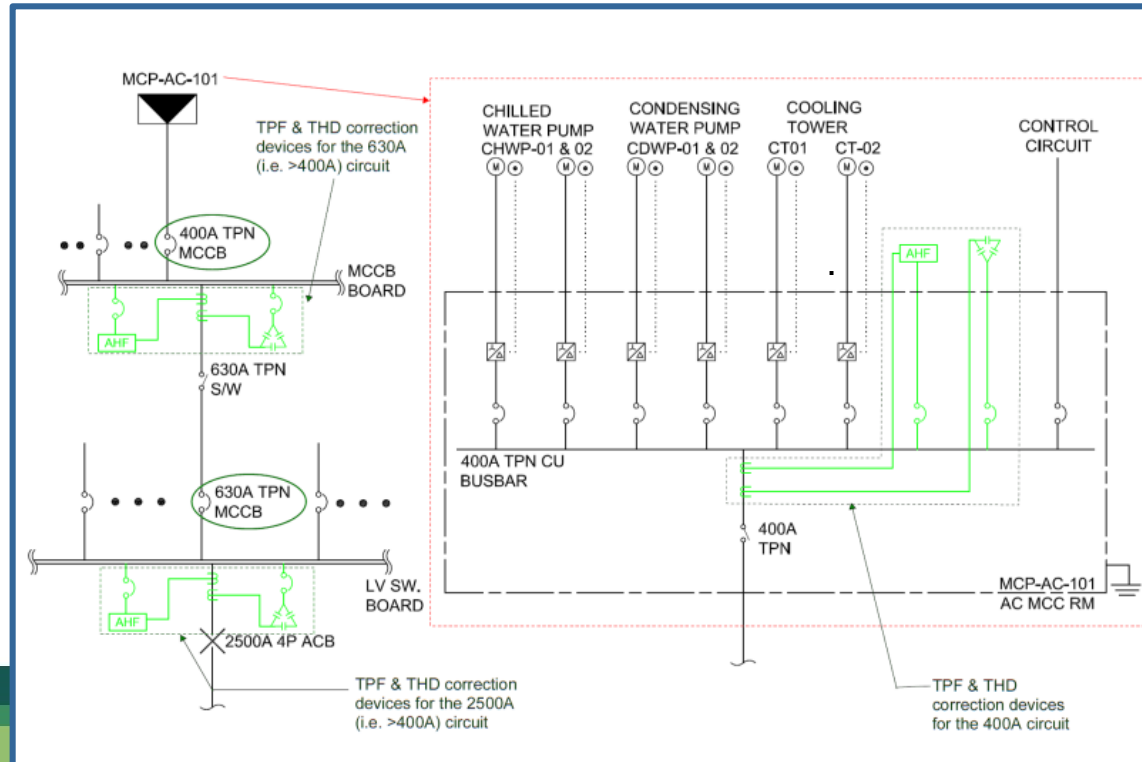 MCP-AC-101
TPF & THD correction
devices for the 630A
(i.e. >400A) circuit
400A TPN
MCCB
MCCB
BOARD
AHF
630A TPN
S/W
630A TPN
MCCB
LV SW.
BOARD
AHF
2500A 4P ACB
TPF & THD correction
devices for the 2500A
(i.e. >400A) circuit
CHILLED
WATER PUMP
CHWP-01 & 02
CONDENSING
WATER PUMP
CDWP-01 & 02
COOLING
TOWER
CT01 CT-02
CONTROL
CIRCUIT
M M M M M M
AHF
400A TPN CU
BUSBAR
400A
TPN
MCP-AC-101
AC MCC RM
TPF & THD
correction devices
for the 400A circuit